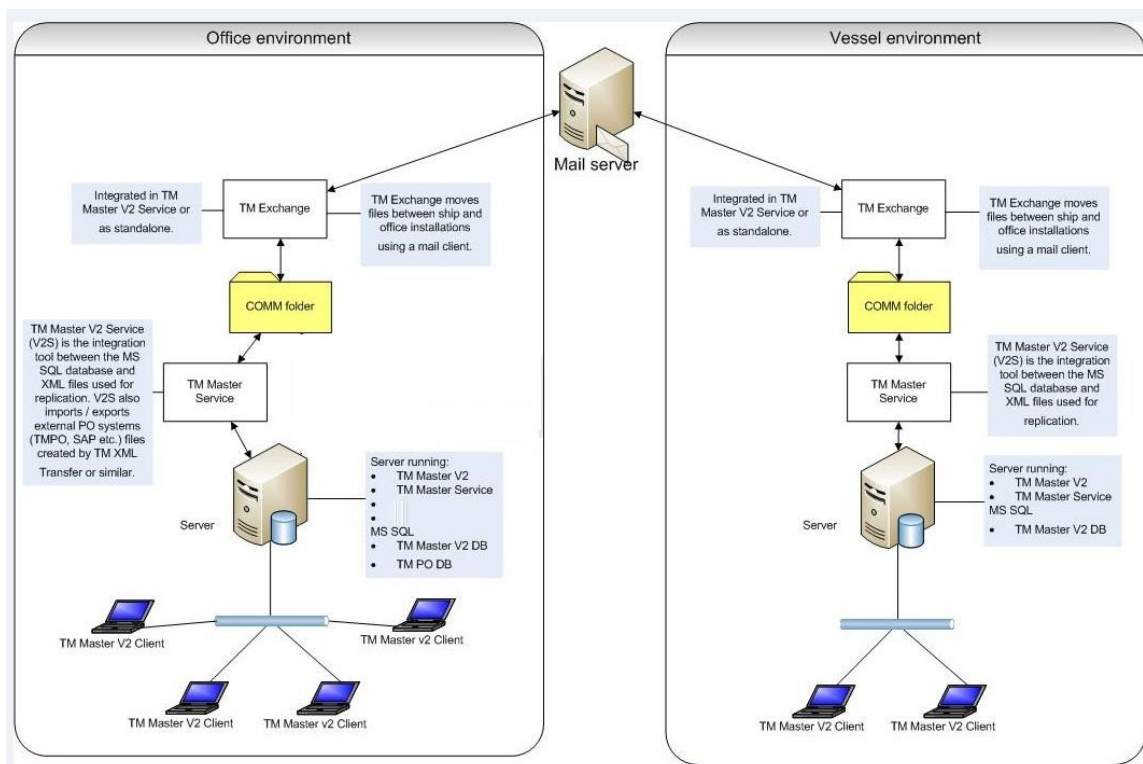 Office environment
Vessel environment
Mail server
Integrated in TM
Master V2 Service or
as standalone.
TM Exchange
TM Exchange moves
files between ship and
office installations
using a mail client.
COMM folder
TM Master V2 Service
(V2S) is the integration
tool between the MS
SQL database and
XML files used for
replication. V2S also
imports / exports
external PO systems
(TMPO, SAP etc.) files
created by TM XML
Transfer or similar.
TM Master
Service
Server
Server running:
• TM Master V2
• TM Master Service
•
•
MS SQL
• TM Master V2 DB
• TM PO DB
TM Master V2 Client
TM Master v2 Client
TM Master V2 Client
TM Master v2 Client
Integrated in TM
Master V2 Service or
as standalone.
TM Exchange
TM Exchange moves
files between ship and
office installations
using a mail client.
COMM folder
TM Master
Service
TM Master V2 Service
(V2S) is the integration
tool between the MS
SQL database and
XML files used for
replication.
Server
Server running:
• TM Master V2
• TM Master Service
MS SQL
• TM Master V2 DB
TM Master V2 Client
TM Master V2 Client